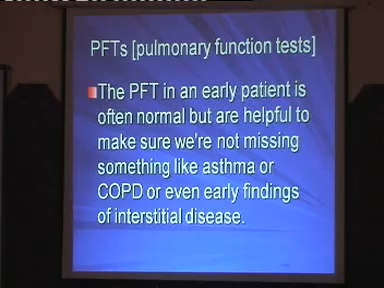 PFTs [pulmonary function tests]
The PFT in an early patient is
often normal but are helpful to
make sure we're not missing
something like asthma or
COPD or even early findings
of interstitial disease.